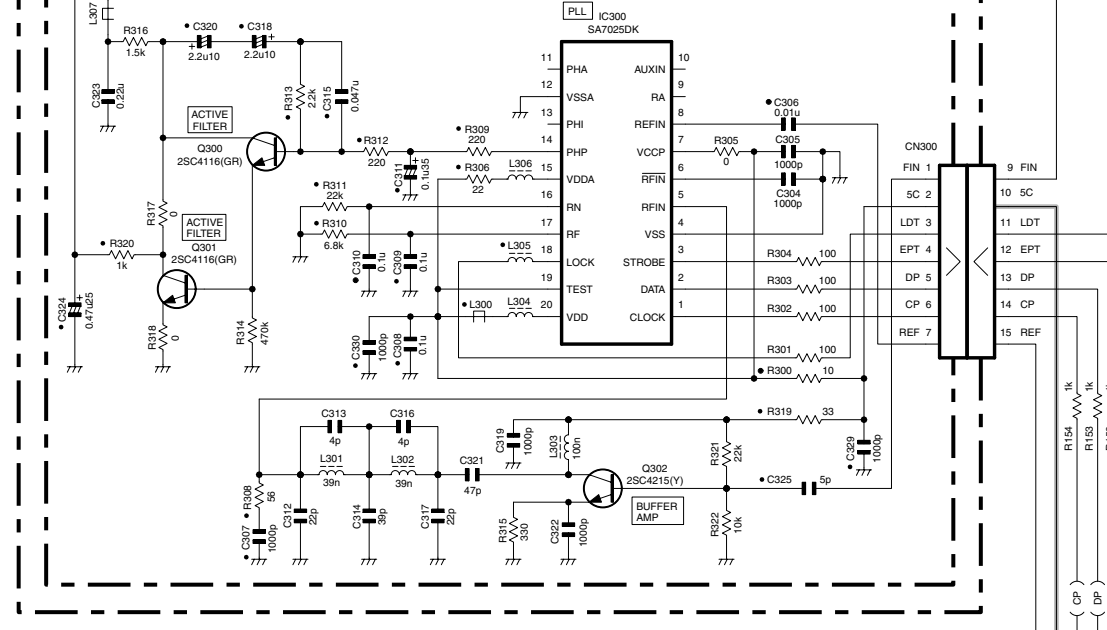 PLL
IC300
SA7025DK
L307
R316
1.5k
C320
+
2.2u10
C318
+
2.2u10
C323
0.22u
R313
2.2k
C315
0.047u
ACTIVE
FILTER
Q300
2SC4116(GR)
R312
220
C311
+
0.1u35
R309
220
R306
22
L306
11
PHA
12
VSSA
13
PHI
14
PHP
15
VDDA
16
RN
17
RF
18
LOCK
19
TEST
20
VDD
AUXIN
10
RA
9
REFIN
8
VCCP
7
RFIN
6
RFIN
5
VSS
4
STROBE
3
DATA
2
CLOCK
1
C306
0.01u
R305
0
C305
1000p
C304
1000p
R304
100
R303
100
R302
100
R301
100
R300
10
R319
33
CN300
FIN 1
5C 2
LDT 3
EPT 4
DP 5
CP 6
REF 7
9 FIN
10 5C
11 LDT
12 EPT
13 DP
14 CP
15 REF
R317
0
ACTIVE
FILTER
Q301
2SC4116(GR)
R320
1k
C324
+
0.47u25
R318
0
R314
470k
R311
22k
R310
6.8k
C310
0.1u
C309
0.1u
L305
L300
L304
C330
1000p
C308
0.1u
C313
4p
C316
4p
L301
39n
L302
39n
C321
47p
R308
56
C307
1000p
C312
22p
C314
39p
C317
22p
C319
1000p
L303
100n
Q302
2SC4215(Y)
BUFFER
AMP
R315
330
C322
1000p
R321
22k
R322
10k
C325
5p
C329
1000p
R154
1k
R153
1k
CP
DP